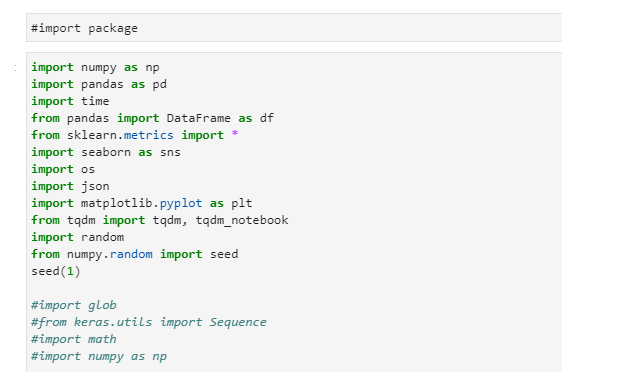 #import package
import numpy as np
import pandas as pd
import time
from pandas import DataFrame as df
from sklearn.metrics import *
import seaborn as sns
import os
import json
import matplotlib.pyplot as plt
from tqdm import tqdm, tqdm_notebook
import random
from numpy.random import seed
seed(1)
#import glob
#from keras.utils import Sequence
#import math
#import numpy as np